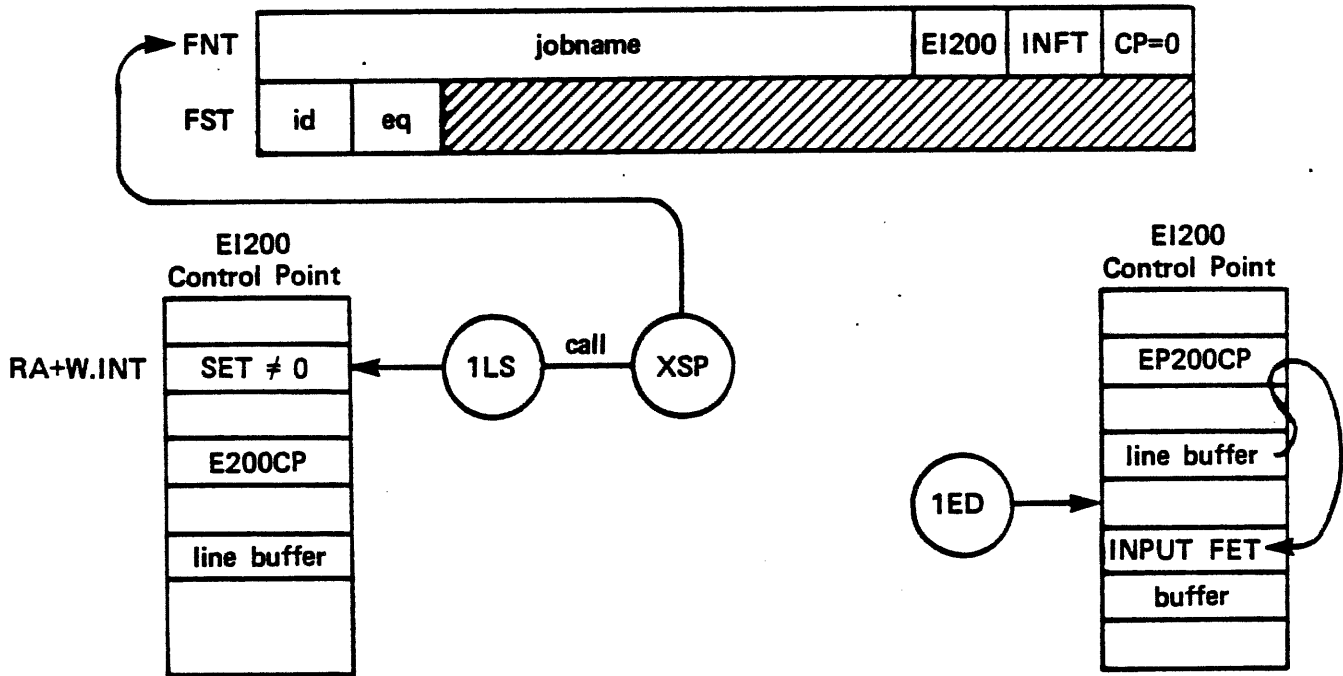 FNT jobname EI200 INFT CP=0
FST id eq
EI200
Control Point
RA+W.INT SET ≠ 0
1LS call XSP
E200CP
line buffer
EI200
Control Point
EP200CP
line buffer
1ED
INPUT FET
buffer